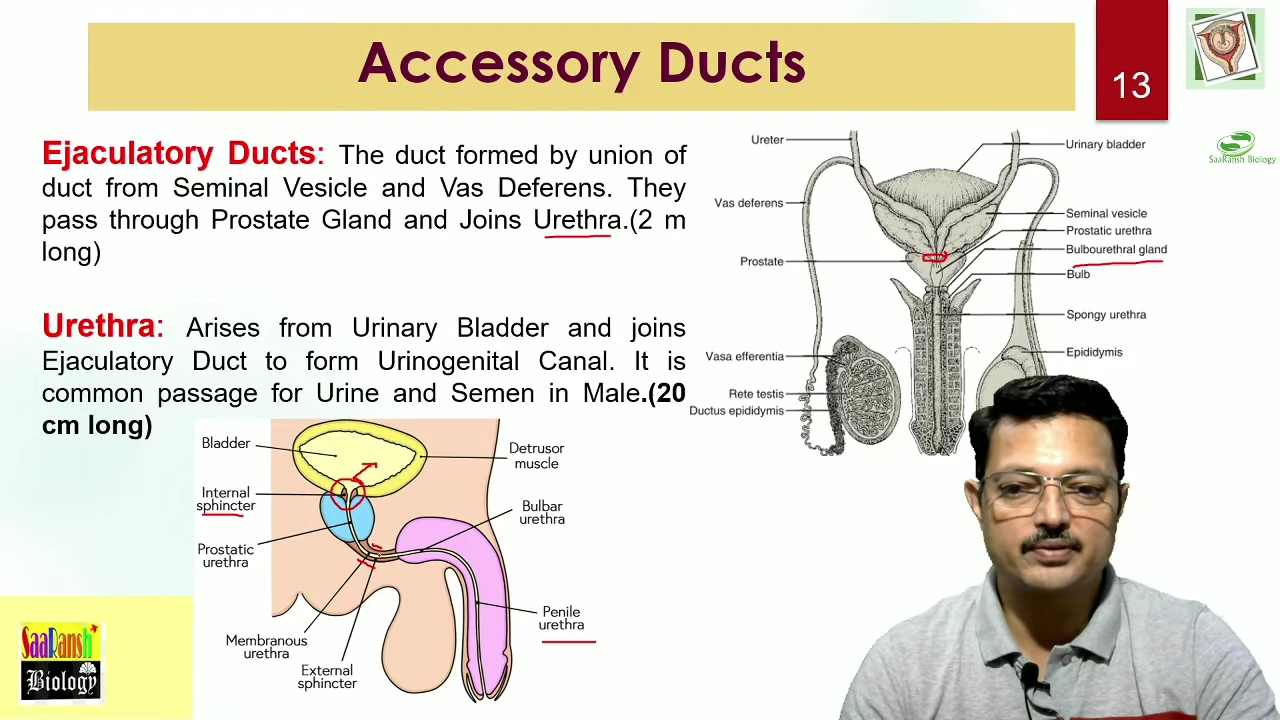 Accessory Ducts
13
SaaRansh Biology
Ejaculatory Ducts: The duct formed by union of
duct from Seminal Vesicle and Vas Deferens. They
pass through Prostate Gland and Joins Urethra.(2 m
long)
Urethra: Arises from Urinary Bladder and joins
Ejaculatory Duct to form Urinogenital Canal. It is
common passage for Urine and Semen in Male.(20
cm long)
Ureter
Vas deferens
Prostate
Vasa efferentia
Rete testis
Ductus epididymis
Urinary bladder
Seminal vesicle
Prostatic urethra
Bulbourethral gland
Bulb
Spongy urethra
Epididymis
Bladder
Internal
sphincter
Prostatic
urethra
Membranous
urethra
External
sphincter
Detrusor
muscle
Bulbar
urethra
Penile
urethra
SaaRansh
Biology